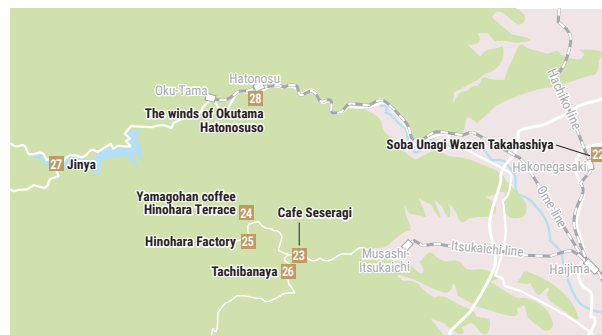 Hatonosu
Oku-Tama
28
The winds of Okutama
Hatonosuso
Hachiko line
Soba Unagi Wazen Takahashiya
22
Hakonegasaki
27 Jinya
Yamagohan coffee
Hinohara Terrace 24
Cafe Seseragi
Ome line
Hinohara Factory 25
23
Musashi-
Itsukaichi
Itsukaichi line
Tachibanaya 26
Haijima